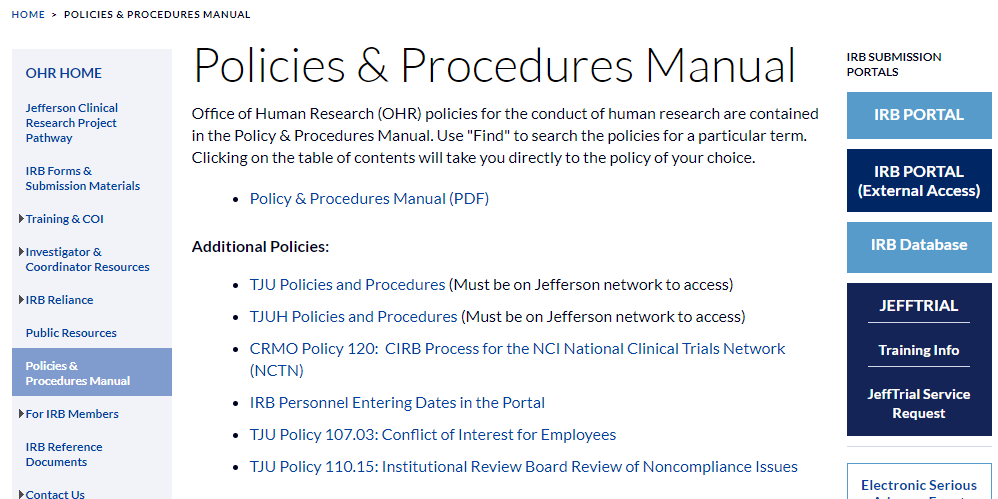 HOME > POLICIES & PROCEDURES MANUAL
OHR HOME
Jefferson Clinical
Research Project
Pathway
IRB Forms &
Submission Materials
Training & COI
Investigator &
Coordinator Resources
IRB Reliance
Public Resources
Policies &
Procedures Manual
For IRB Members
IRB Reference
Documents
Contact Us
Policies & Procedures Manual
Office of Human Research (OHR) policies for the conduct of human research are contained
in the Policy & Procedures Manual. Use "Find" to search the policies for a particular term.
Clicking on the table of contents will take you directly to the policy of your choice.
• Policy & Procedures Manual (PDF)
Additional Policies:
• TJU Policies and Procedures (Must be on Jefferson network to access)
• TJUH Policies and Procedures (Must be on Jefferson network to access)
• CRMO Policy 120: CIRB Process for the NCI National Clinical Trials Network
(NCTN)
• IRB Personnel Entering Dates in the Portal
• TJU Policy 107.03: Conflict of Interest for Employees
• TJU Policy 110.15: Institutional Review Board Review of Noncompliance Issues
IRB SUBMISSION
PORTALS
IRB PORTAL
IRB PORTAL
(External Access)
IRB Database
JEFFTRIAL
Training Info
JeffTrial Service
Request
Electronic Serious